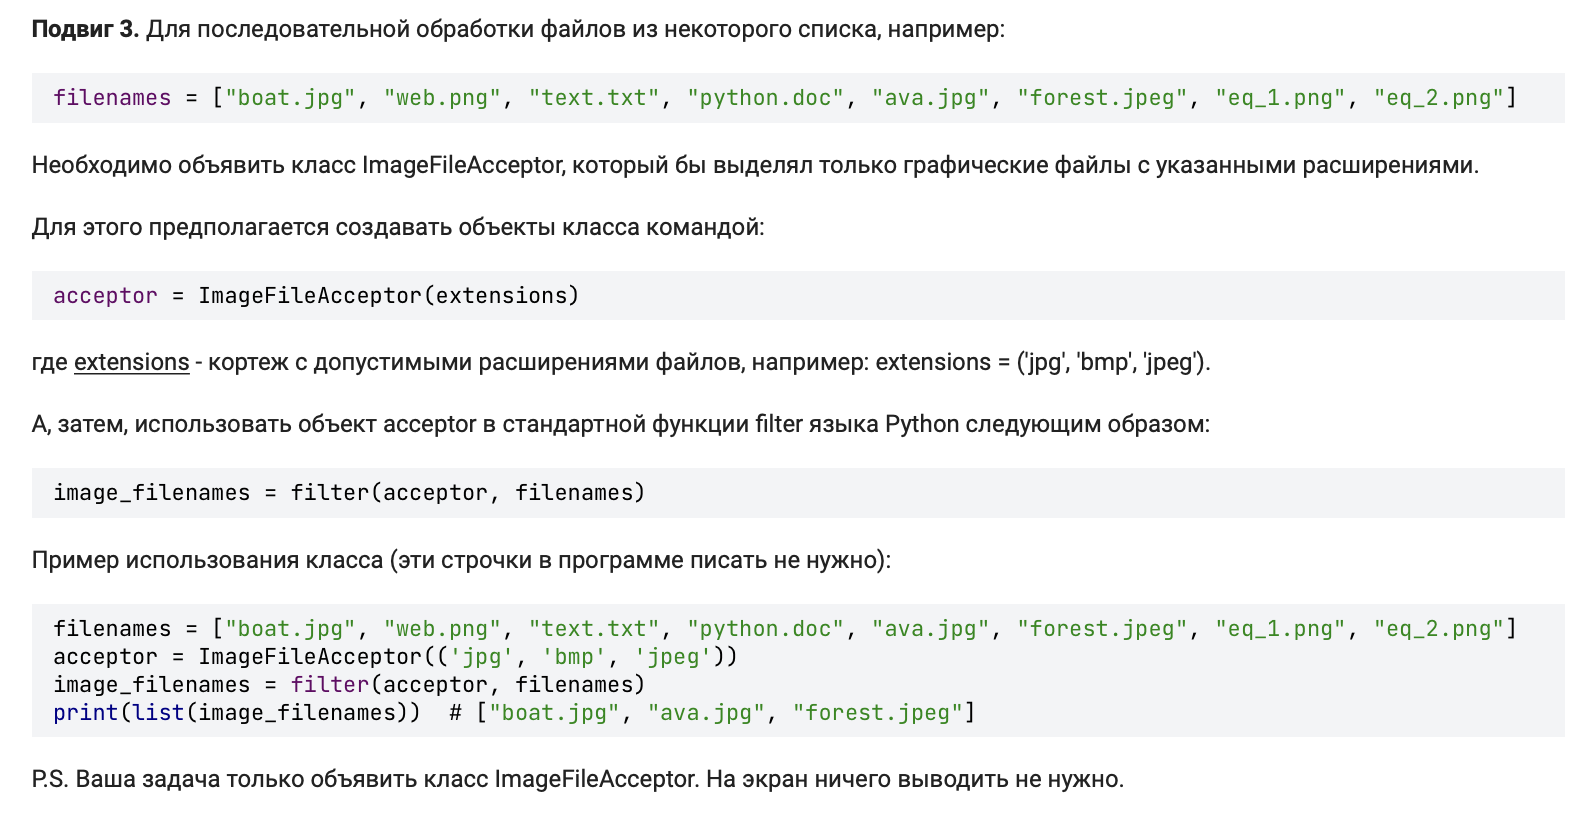 Подвиг 3. Для последовательной обработки файлов из некоторого списка, например:
filenames = ["boat.jpg", "web.png", "text.txt", "python.doc", "ava.jpg", "forest.jpeg", "eq_1.png", "eq_2.png"]
Необходимо объявить класс ImageFileAcceptor, который бы выделял только графические файлы с указанными расширениями.
Для этого предполагается создавать объекты класса командой:
acceptor = ImageFileAcceptor(extensions)
где extensions - кортеж с допустимыми расширениями файлов, например: extensions = ('jpg', 'bmp', 'jpeg').
А, затем, использовать объект acceptor в стандартной функции filter языка Python следующим образом:
image_filenames = filter(acceptor, filenames)
Пример использования класса (эти строчки в программе писать не нужно):
filenames = ["boat.jpg", "web.png", "text.txt", "python.doc", "ava.jpg", "forest.jpeg", "eq_1.png", "eq_2.png"]
acceptor = ImageFileAcceptor(('jpg', 'bmp', 'jpeg'))
image_filenames = filter(acceptor, filenames)
print(list(image_filenames))  # ["boat.jpg", "ava.jpg", "forest.jpeg"]
P.S. Ваша задача только объявить класс ImageFileAcceptor. На экран ничего выводить не нужно.